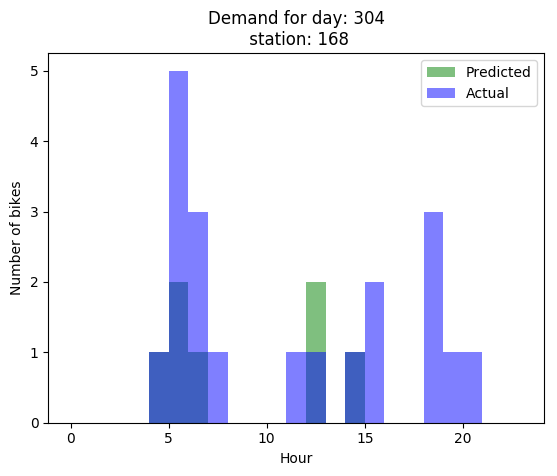 Demand for day: 304
station: 168
Predicted
Actual
Number of bikes
5
4
3
2
1
0
0 5 10 15 20
Hour